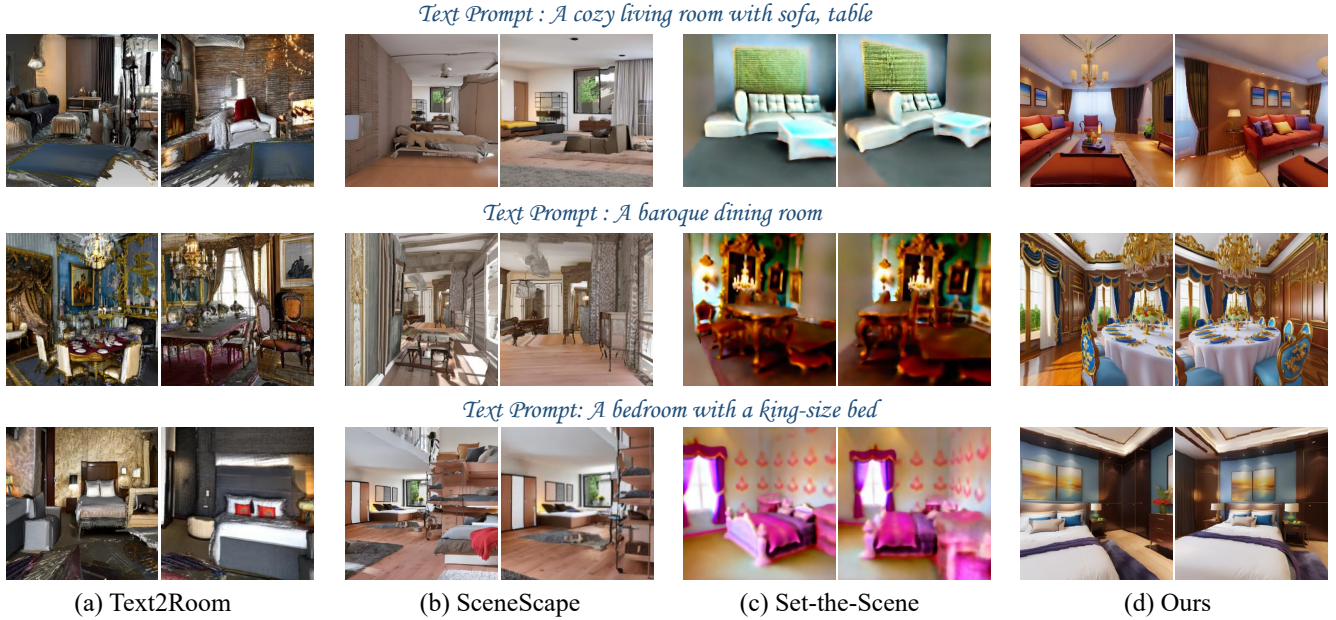 Text Prompt : A cozy living room with sofa, table
Text Prompt : A baroque dining room
Text Prompt: A bedroom with a king-size bed
(a) Text2Room
(b) SceneScape
(c) Set-the-Scene
(d) Ours